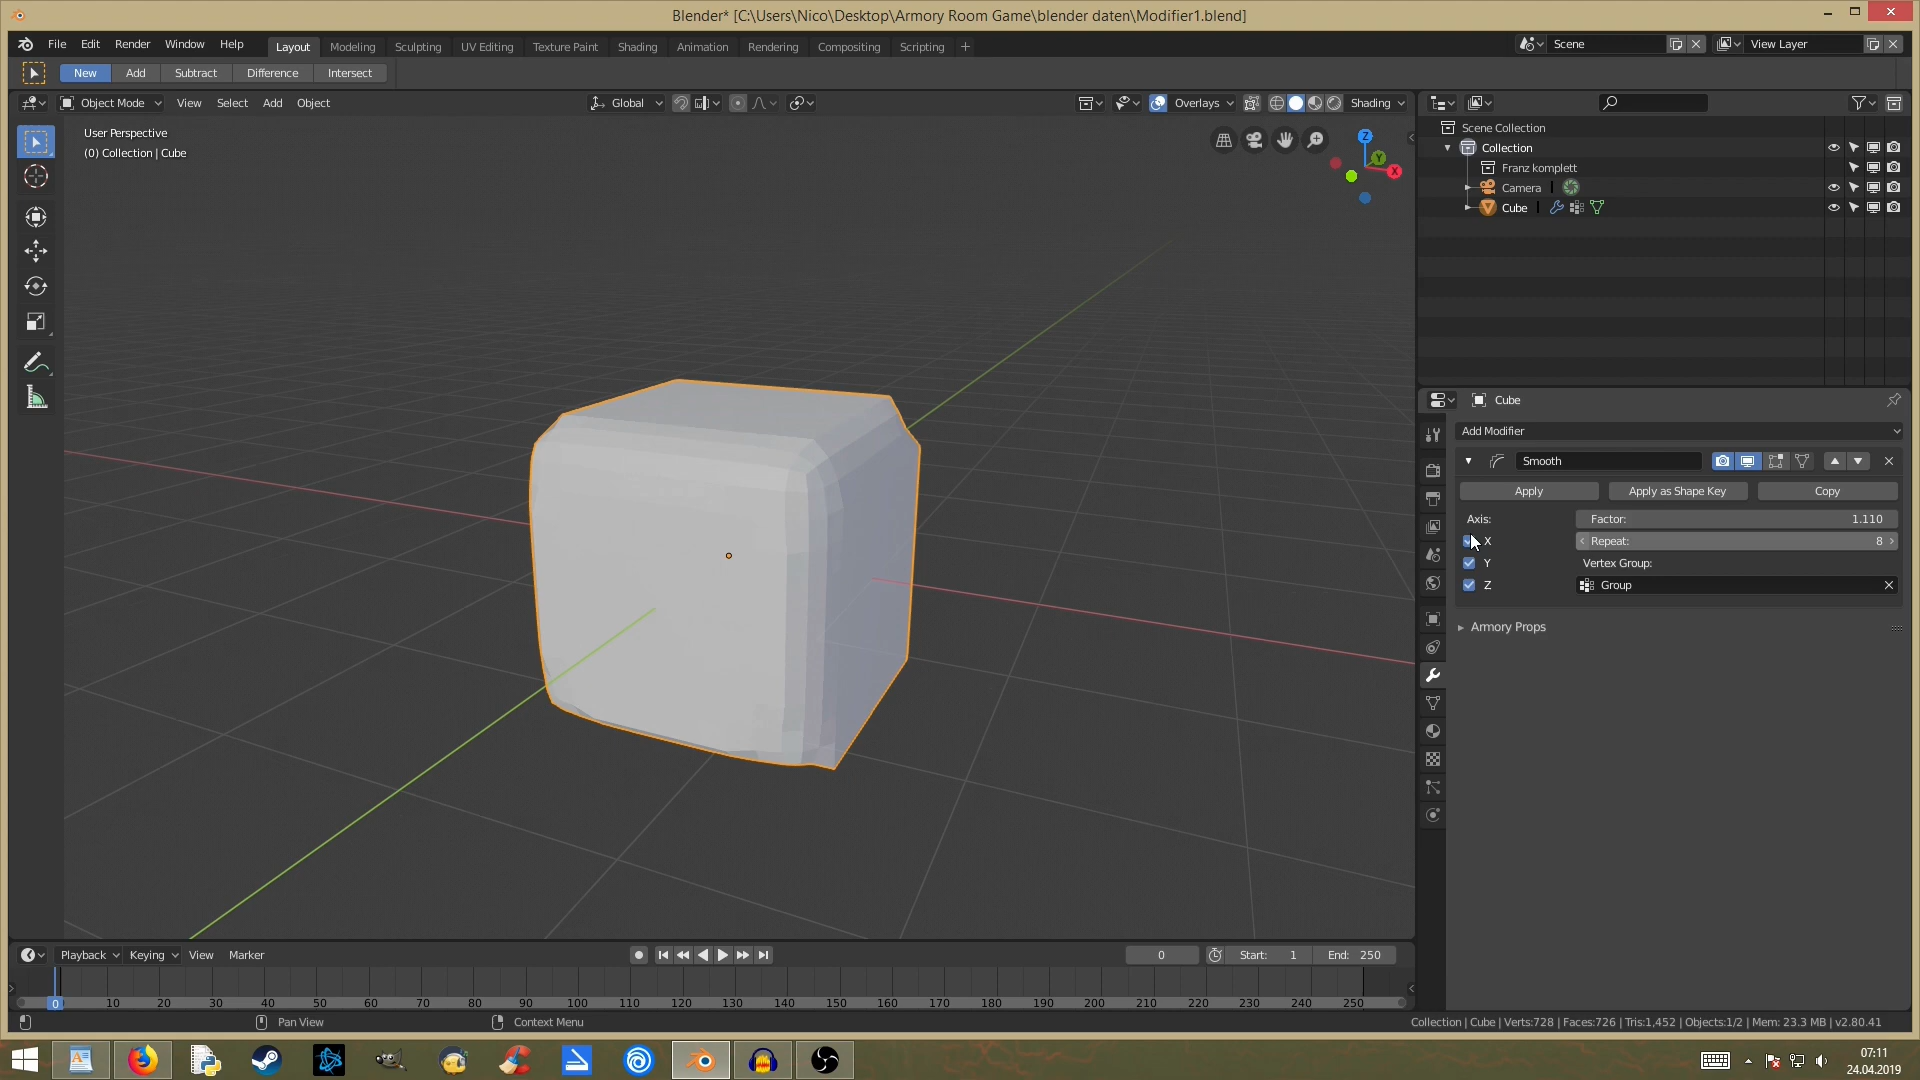 Blender* [C:\Users\Nico\Desktop\Armory Room Game\blender daten\Modifier1.blend]
File Edit Render Window Help Layout Modeling Sculpting UV Editing Texture Paint Shading Animation Rendering Compositing Scripting + Scene View Layer
New Add Subtract Difference Intersect
Object Mode View Select Add Object Global Overlays Shading
User Perspective
(0) Collection | Cube
Z
Y
X
Scene Collection
Collection
Franz komplett
Camera
Cube
Cube
Add Modifier
Smooth
Apply Apply as Shape Key Copy
Axis: Factor: 1.110
X Repeat: 8
Y Vertex Group:
Z Group
Armory Props
Playback Keying View Marker 0 Start: 1 End: 250
0 10 20 30 40 50 60 70 80 90 100 110 120 130 140 150 160 170 180 190 200 210 220 230 240 250
Pan View Context Menu Collection | Cube | Verts:728 | Faces:726 | Tris:1,452 | Objects:1/2 | Mem: 23.3 MB | v2.80.41
07:11
24.04.2019